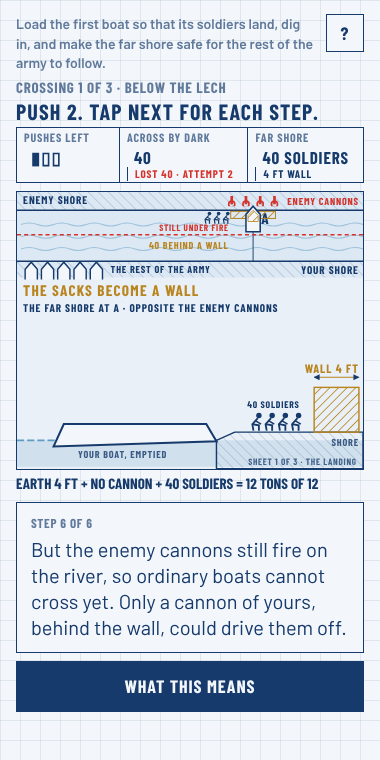 Load the first boat so that its soldiers land, dig
in, and make the far shore safe for the rest of the
army to follow.
?
CROSSING 1 OF 3 · BELOW THE LECH
PUSH 2. TAP NEXT FOR EACH STEP.
PUSHES LEFT
ACROSS BY DARK
40
LOST 40 · ATTEMPT 2
FAR SHORE
40 SOLDIERS
4 FT WALL
ENEMY SHORE
ENEMY CANNONS
A
STILL UNDER FIRE
40 BEHIND A WALL
THE REST OF THE ARMY
YOUR SHORE
THE SACKS BECOME A WALL
THE FAR SHORE AT A · OPPOSITE THE ENEMY CANNONS
WALL 4 FT
40 SOLDIERS
SHORE
YOUR BOAT, EMPTIED
SHEET 1 OF 3 · THE LANDING
EARTH 4 FT + NO CANNON + 40 SOLDIERS = 12 TONS OF 12
STEP 6 OF 6
But the enemy cannons still fire on
the river, so ordinary boats cannot
cross yet. Only a cannon of yours,
behind the wall, could drive them off.
WHAT THIS MEANS